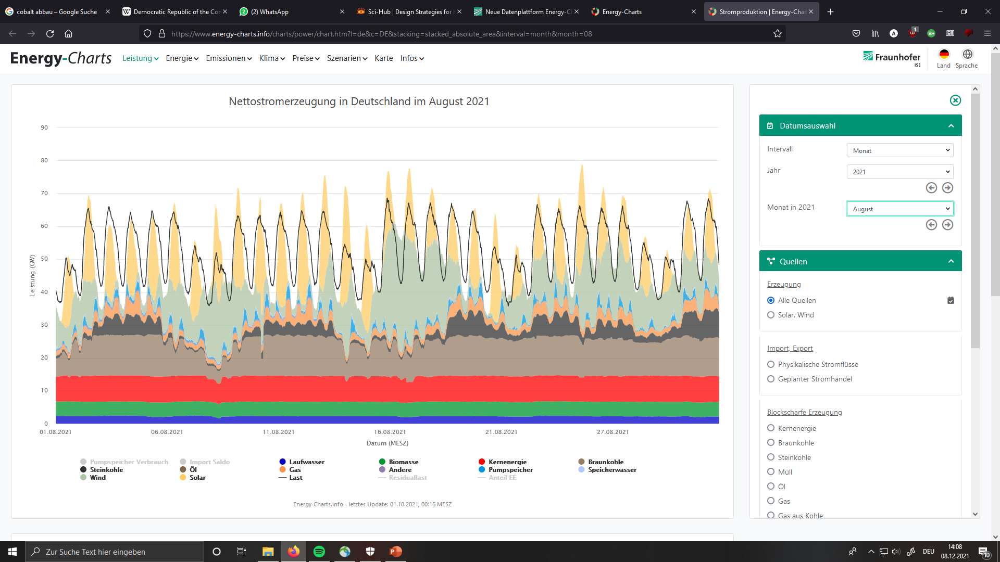 cobalt abbau – Google Suche
Democratic Republic of the Con
(2) WhatsApp
Sci-Hub | Design Strategies for H
Neue Datenplattform Energy-Ch
Energy-Charts
Stromproduktion | Energy-Char
https://www.energy-charts.info/charts/power/chart.htm?l=de&c=DE&stacking=stacked_absolute_area&interval=month&month=08
1
Energy-Charts
Leistung Energie Emissionen Klima Preise Szenarien Karte Infos
Fraunhofer
ISE
Land Sprache
Nettostromerzeugung in Deutschland im August 2021
90
80
70
60
50
40
30
20
10
0
Leistung (GW)
01.08.2021 06.08.2021 11.08.2021 16.08.2021 21.08.2021 27.08.2021
Datum (MESZ)
Pumpspeicher Verbrauch Import Saldo Laufwasser Biomasse Kernenergie Braunkohle
Steinkohle Öl Gas Andere Pumpspeicher Speicherwasser
Wind Solar Last Residuallast Anteil EE
Energy-Charts.info - letztes Update: 01.10.2021, 00:16 MESZ
Datumsauswahl
Intervall Monat
Jahr 2021
Monat in 2021 August
Quellen
Erzeugung
Alle Quellen
Solar, Wind
Import, Export
Physikalische Stromflüsse
Geplanter Stromhandel
Blockscharfe Erzeugung
Kernenergie
Braunkohle
Steinkohle
Müll
Öl
Gas
Gas aus Kohle
Zur Suche Text hier eingeben
DEU
14:08
08.12.2021
10